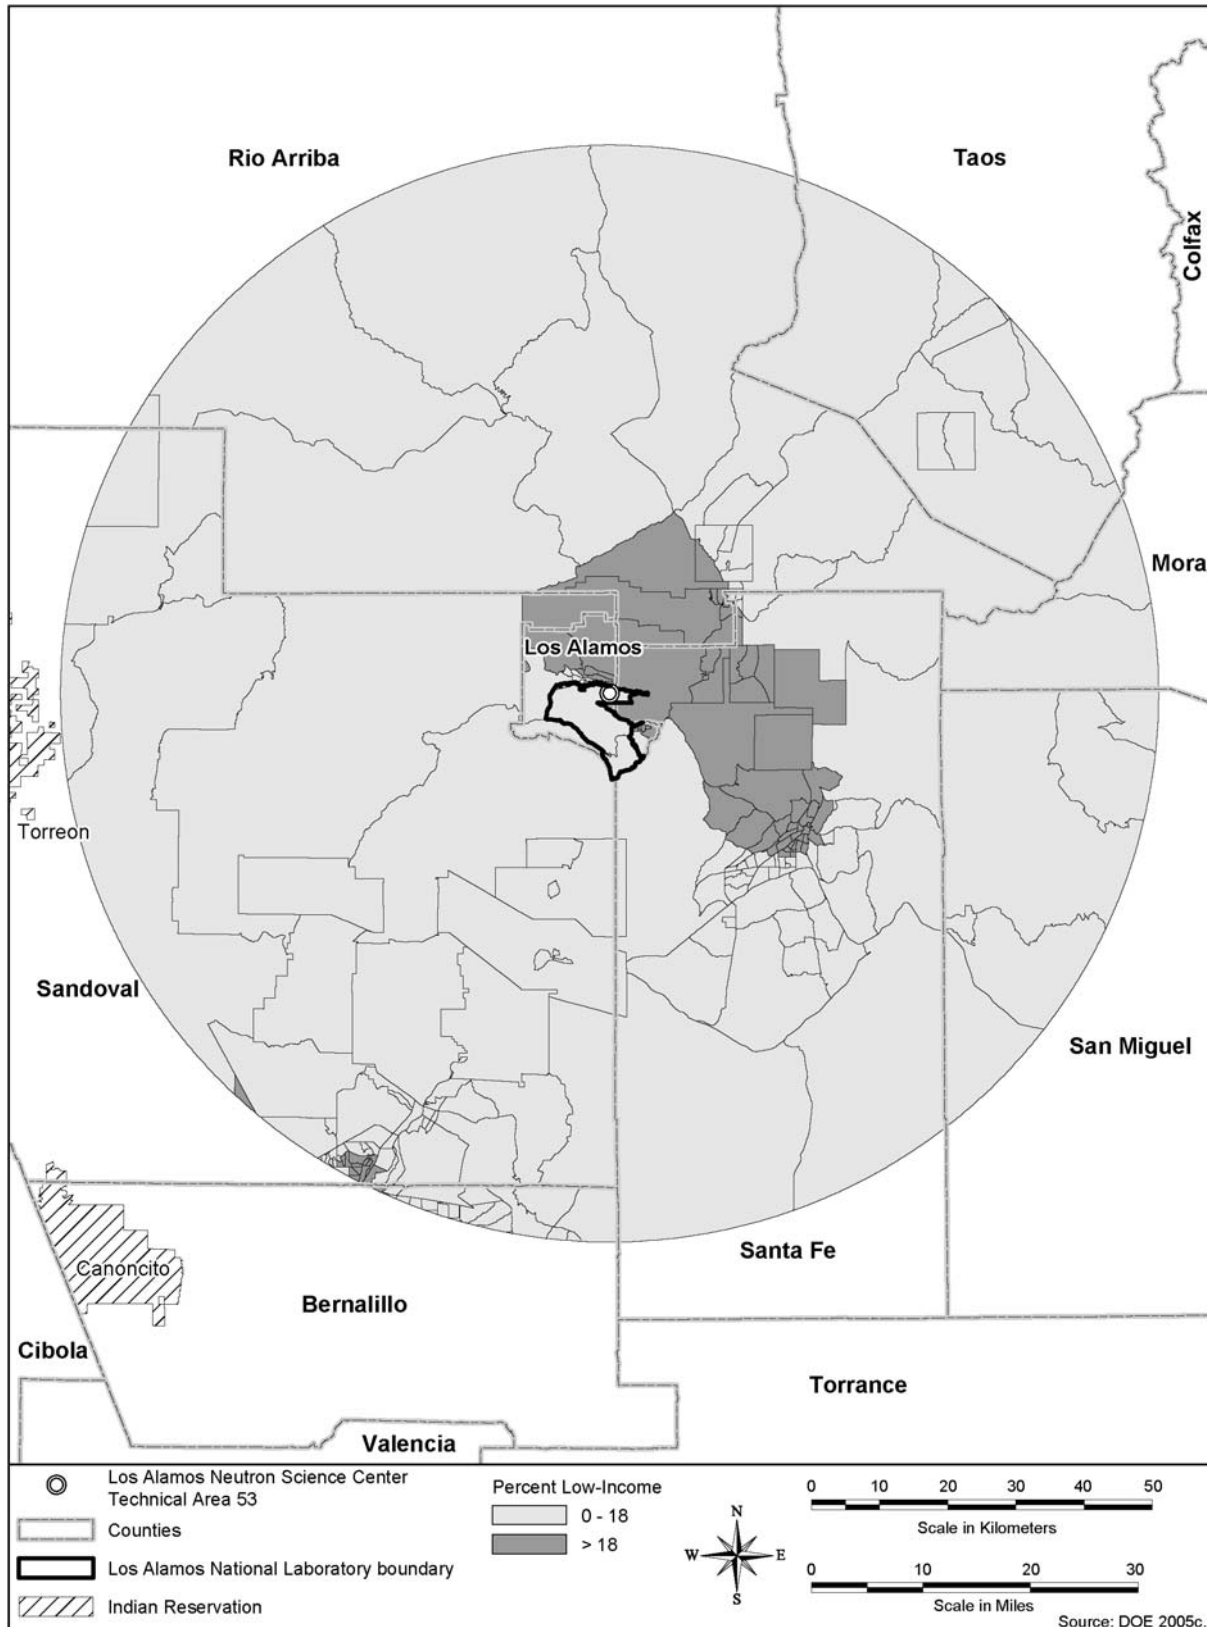 Rio Arriba
Taos
Colfax
Mora
Los Alamos
Torreon
Sandoval
San Miguel
Santa Fe
Canoncito
Bernalillo
Cibola
Torrance
Valencia
Los Alamos Neutron Science Center
Technical Area 53
Counties
Los Alamos National Laboratory boundary
Indian Reservation
Percent Low-Income
0 - 18
> 18
N
W E
S
0 10 20 30 40 50
Scale in Kilometers
0 10 20 30
Scale in Miles
Source: DOE 2005c.